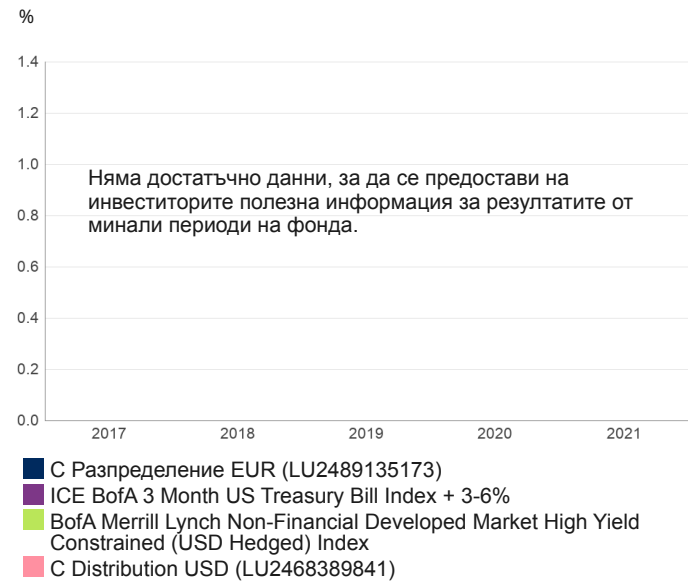 %
1.4
1.2
1.0
Няма достатъчно данни, за да се предостави на
инвеститорите полезна информация за резултатите от
минали периоди на фонда.
0.8
0.6
0.4
0.2
0.0
2017 2018 2019 2020 2021
C Разпределение EUR (LU2489135173)
ICE BofA 3 Month US Treasury Bill Index + 3-6%
BofA Merrill Lynch Non-Financial Developed Market High Yield
Constrained (USD Hedged) Index
C Distribution USD (LU2468389841)